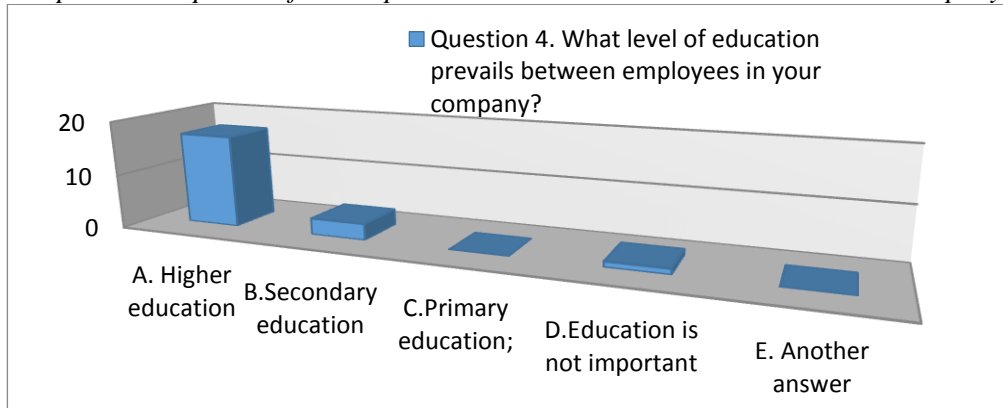 Question 4. What level of education
prevails between employees in your
company?
20
10
0
A. Higher
education
B.Secondary
education
C.Primary
education;
D.Education is
not important
E. Another
answer